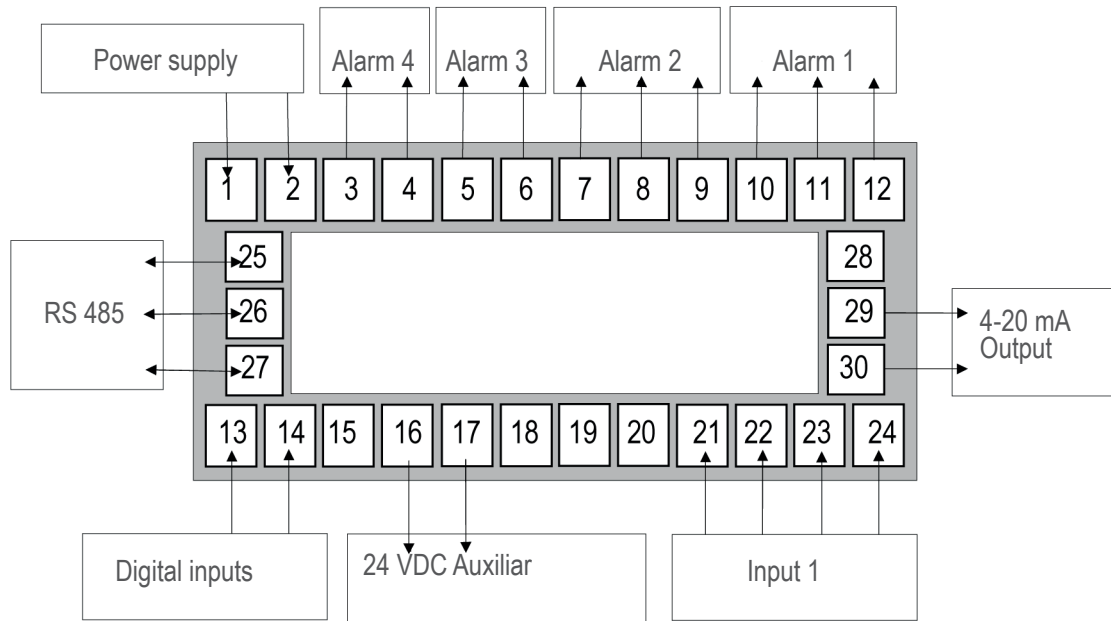 Power supply
Alarm 4
Alarm 3
Alarm 2
Alarm 1
1 2 3 4 5 6 7 8 9 10 11 12
25
28
RS 485
26
29
4-20 mA
Output
27
30
13 14 15 16 17 18 19 20 21 22 23 24
Digital inputs
24 VDC Auxiliar
Input 1